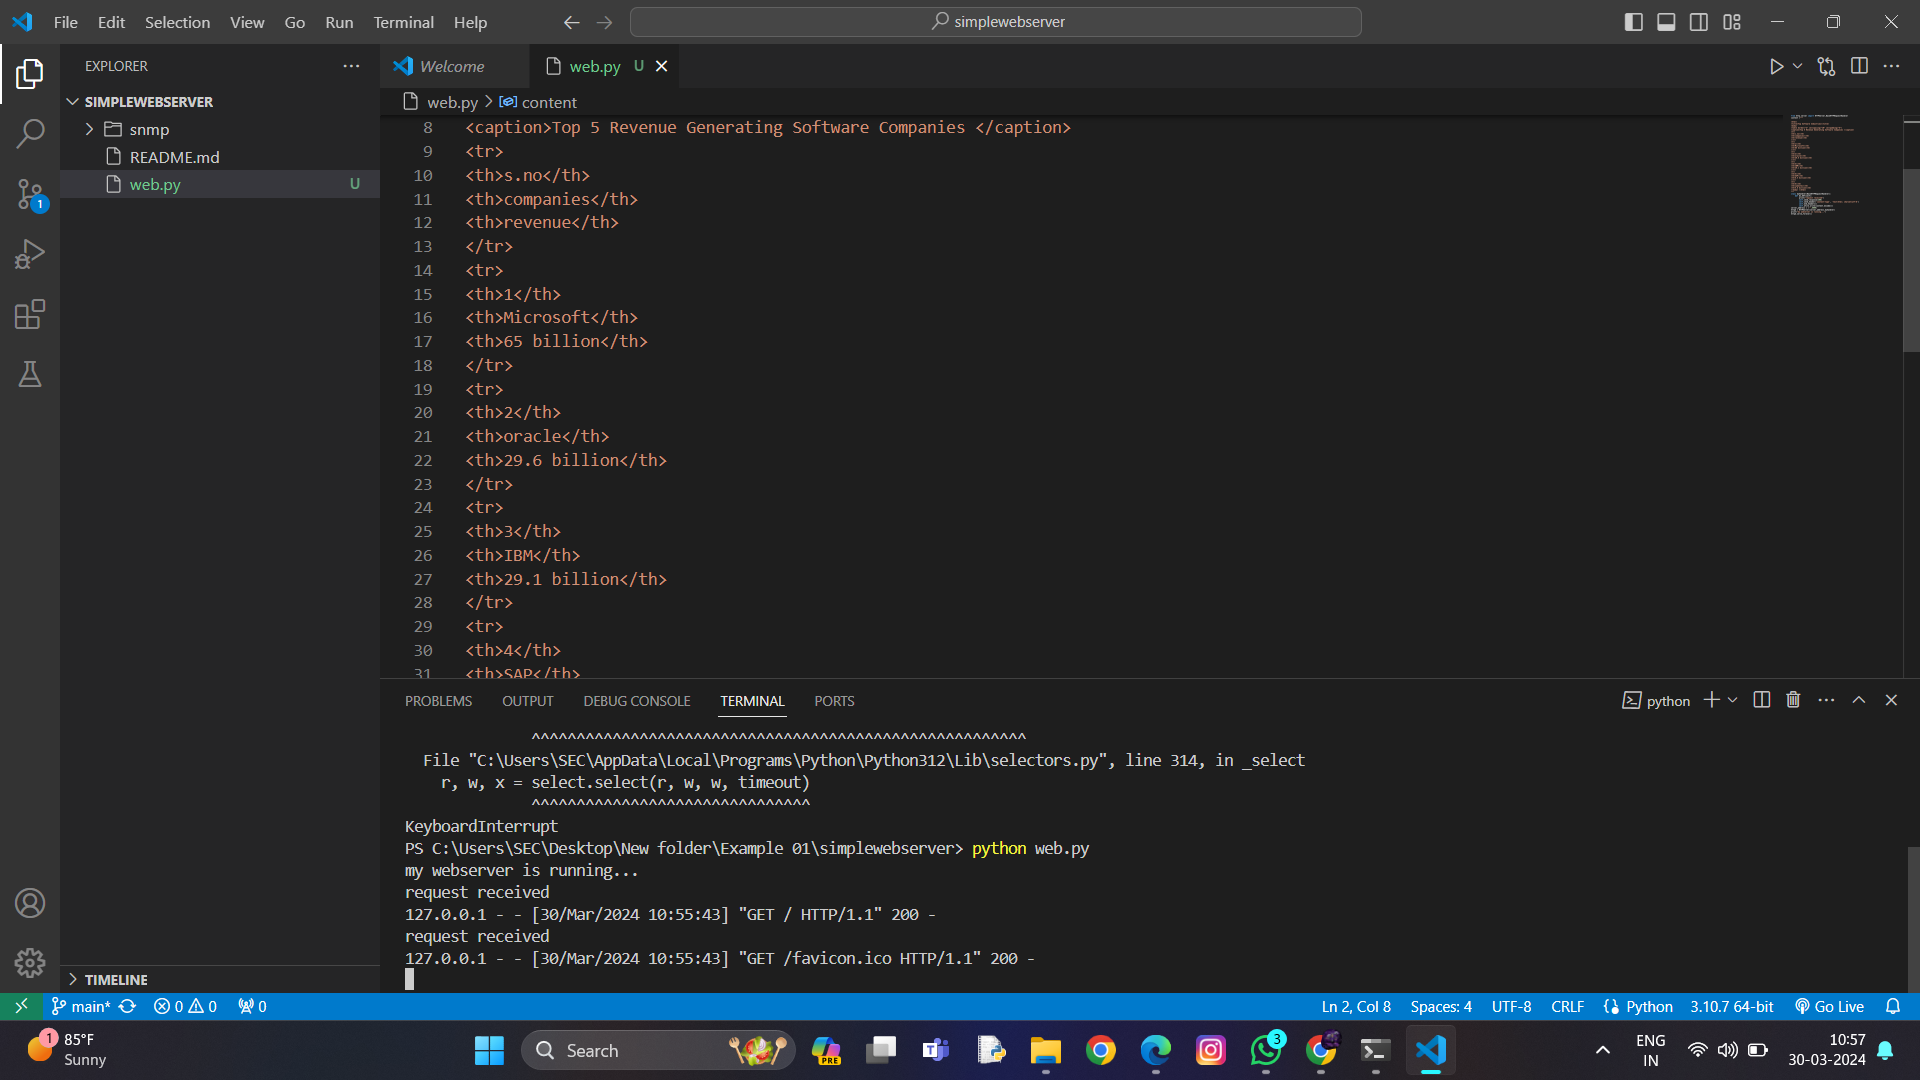 File Edit Selection View Go Run Terminal Help
simplewebserver
EXPLORER
SIMPLEWEBSERVER
snmp
README.md
web.py U
1
TIMELINE
Welcome
web.py U
web.py > content
8 <caption>Top 5 Revenue Generating Software Companies </caption>
9 <tr>
10 <th>s.no</th>
11 <th>companies</th>
12 <th>revenue</th>
13 </tr>
14 <tr>
15 <th>1</th>
16 <th>Microsoft</th>
17 <th>65 billion</th>
18 </tr>
19 <tr>
20 <th>2</th>
21 <th>oracle</th>
22 <th>29.6 billion</th>
23 </tr>
24 <tr>
25 <th>3</th>
26 <th>IBM</th>
27 <th>29.1 billion</th>
28 </tr>
29 <tr>
30 <th>4</th>
31 <th>SAP</th>
PROBLEMS OUTPUT DEBUG CONSOLE TERMINAL PORTS
python
^^^^^^^^^^^^^^^^^^^^^^^^^^^^^^^^^^^^^^^^^^^^^^^^^^^^^^^
File "C:\Users\SEC\AppData\Local\Programs\Python\Python312\Lib\selectors.py", line 314, in _select
r, w, x = select.select(r, w, w, timeout)
^^^^^^^^^^^^^^^^^^^^^^^^^^^^^^^
KeyboardInterrupt
PS C:\Users\SEC\Desktop\New folder\Example 01\simplewebserver> python web.py
my webserver is running...
request received
127.0.0.1 - - [30/Mar/2024 10:55:43] "GET / HTTP/1.1" 200 -
request received
127.0.0.1 - - [30/Mar/2024 10:55:43] "GET /favicon.ico HTTP/1.1" 200 -
main* 0 0 0
Ln 2, Col 8 Spaces: 4 UTF-8 CRLF Python 3.10.7 64-bit Go Live
1
85°F
Sunny
Search
PRE
3
ENG
IN
10:57
30-03-2024